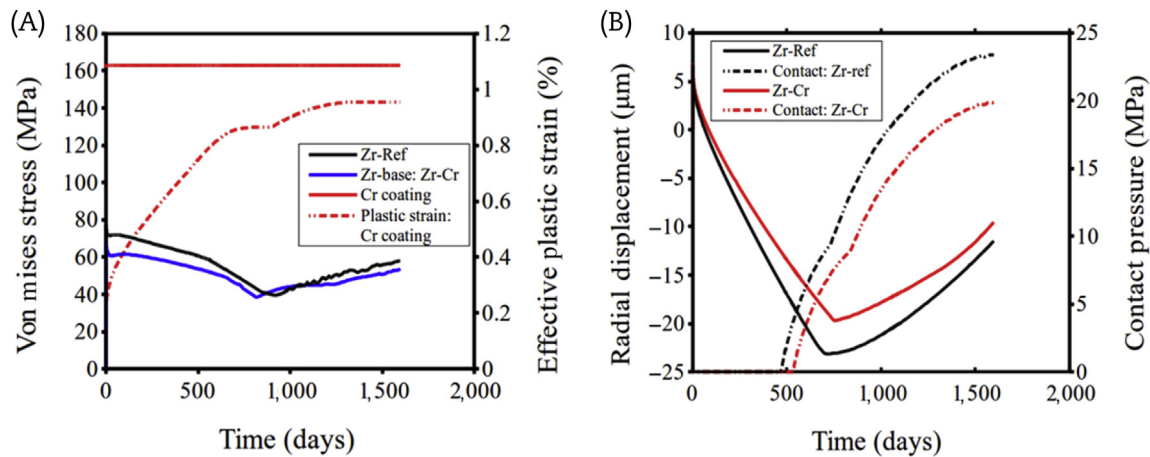 (A)
Von mises stress (MPa)
180
160
140
120
100
80
60
40
20
0
1.2
1
0.8
0.6
0.4
0.2
0
Effective plastic strain (%)
Zr-Ref
Zr-base: Zr-Cr
Cr coating
Plastic strain:
Cr coating
0
500
1,000
1,500
2,000
Time (days)
(B)
Radial displacement (μm)
10
5
0
−5
−10
−15
−20
−25
25
20
15
10
5
0
Contact pressure (MPa)
Zr-Ref
Contact: Zr-ref
Zr-Cr
Contact: Zr-Cr
0
500
1,000
1,500
2,000
Time (days)